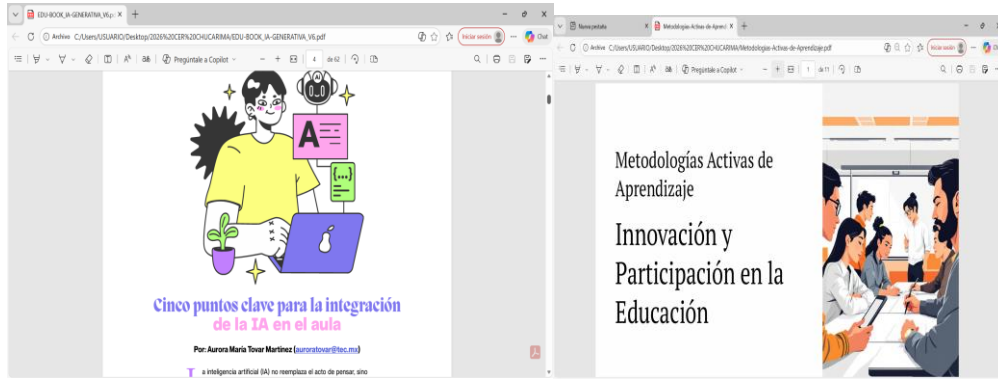 EDU-BOOK_IA-GENERATIVA_V6.p
Archivo C:/Users/USUARIO/Desktop/2026%20CER%20CHUCARIMA/EDU-BOOK_IA-GENERATIVA_V6.pdf
Iniciar sesión
Chat
Pregúntale a Copilot
4 de 62
AI
A
{...}
Cinco puntos clave para la integración
de la IA en el aula
Por: Aurora María Tovar Martínez (auroratovar@tec.mx)
La inteligencia artificial (IA) no reemplaza el acto de pensar, sino
Nueva pestaña
Metodologías-Activas-de-Aprend
Archivo C:/Users/USUARIO/Desktop/2026%20CER%20CHUCARIMA/Metodologias-Activas-de-Aprendizaje.pdf
Iniciar sesión
Pregúntale a Copilot
1 de 11
Metodologías Activas de
Aprendizaje
Innovación y
Participación en la
Educación